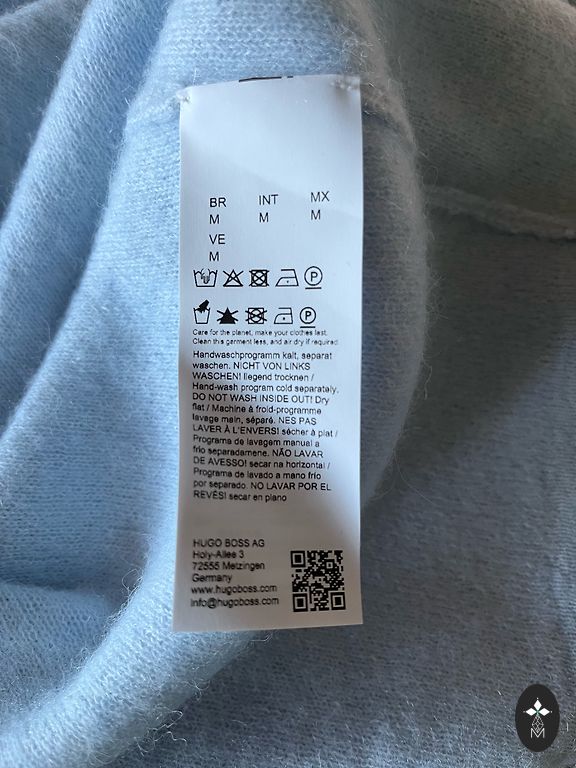 BR INT MX
M M M
VE
M
P
P
Care for the planet, make your clothes last.
Clean this garment less, and air dry if required.
Handwaschprogramm kalt, separat
waschen. NICHT VON LINKS
WASCHEN! liegend trocknen /
Hand-wash program cold separately.
DO NOT WASH INSIDE OUT! Dry
flat / Machine à froid-programme
lavage main, séparé. NES PAS
LAVER À L'ENVERS! sécher à plat /
Programa de lavagem manual a
frio separadamene. NÃO LAVAR
DE AVESSO! secar na horizontal /
Programa de lavado a mano frío
por separado. NO LAVAR POR EL
REVÉS! secar en plano
HUGO BOSS AG
Holy-Allee 3
72555 Metzingen
Germany
www.hugoboss.com
info@hugoboss.com
M